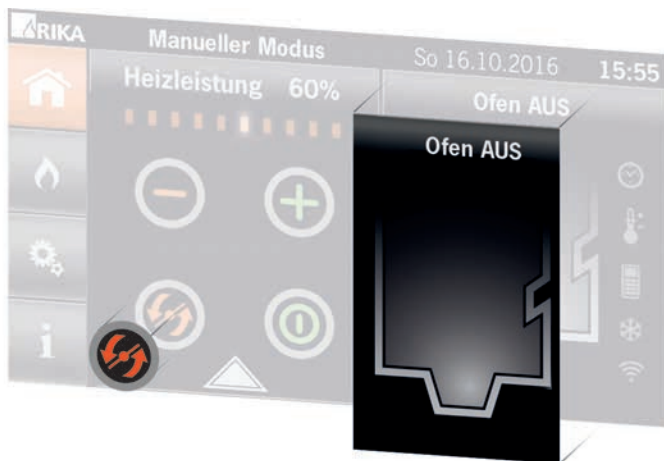 RIKA
Manueller Modus
So 16.10.2016
15:55
Heizleistung 60%
Ofen AUS
Ofen AUS